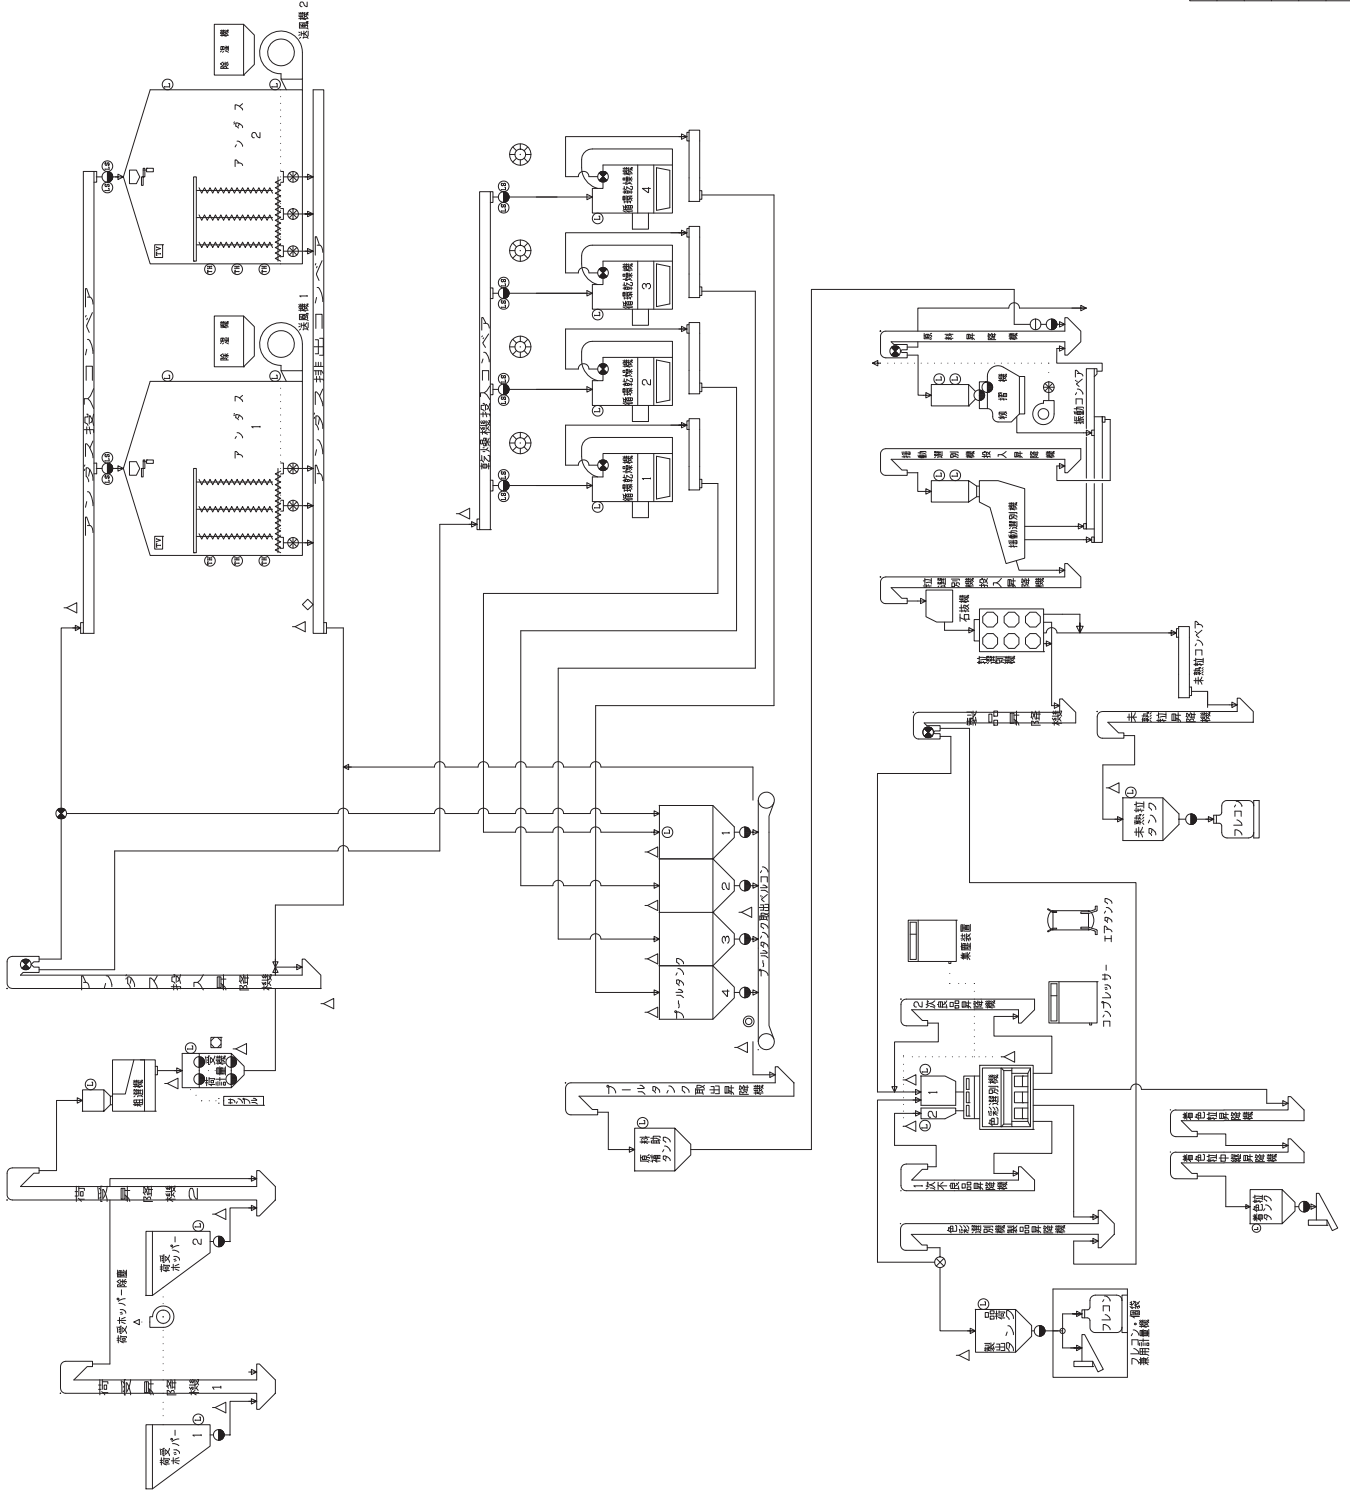 荷受ホッパー
1
荷受昇降機 1
荷受ホッパー除塵
荷受ホッパー
2
荷受昇降機 2
粗選機
荷受
計量機
サンプル
アンダス投入昇降機
アンダス投入コンベア
アンダス
1
除湿機
送風機 1
アンダス
2
除湿機
送風機 2
アンダス排出コンベア
TV
TV
乾燥機投入コンベア
循環乾燥機
1
循環乾燥機
2
循環乾燥機
3
循環乾燥機
4
プールタンク
4
3
2
1
プールタンク取出ベルコン
プールタンク取出昇降機
原料補助
タンク
原料昇降機
籾摺機
振動コンベア
揺動選別機投入昇降機
揺動選別機
粒選別機投入昇降機
石抜機
粒選別機
製品昇降機
未熟粒コンベア
未熟粒昇降機
未熟粒
タンク
フレコン
集塵装置
エアタンク
コンプレッサー
2次良品昇降機
1
2
色彩選別機
1次不良品昇降機
色彩選別機製品昇降機
着色粒昇降機
着色粒中継昇降機
着色粒
タンク
製品出荷
タンク
フレコン
フレコン・個袋
兼用計量機